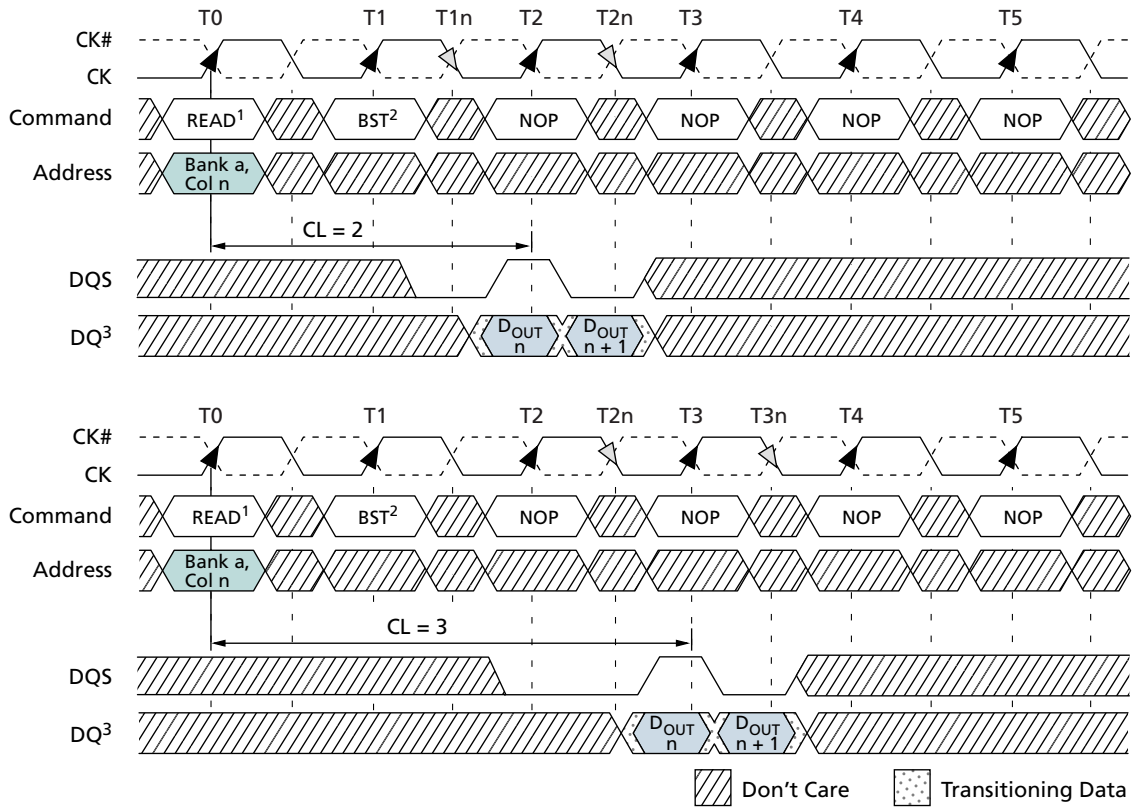 T0 T1 T1n T2 T2n T3 T4 T5
CK#
CK
Command READ1 BST2 NOP NOP NOP NOP
Address Bank a,
Col n
CL = 2
DQS
DQ3 DOUT
n DOUT
n + 1
T0 T1 T2 T2n T3 T3n T4 T5
CK#
CK
Command READ1 BST2 NOP NOP NOP NOP
Address Bank a,
Col n
CL = 3
DQS
DQ3 DOUT
n DOUT
n + 1
Don't Care Transitioning Data